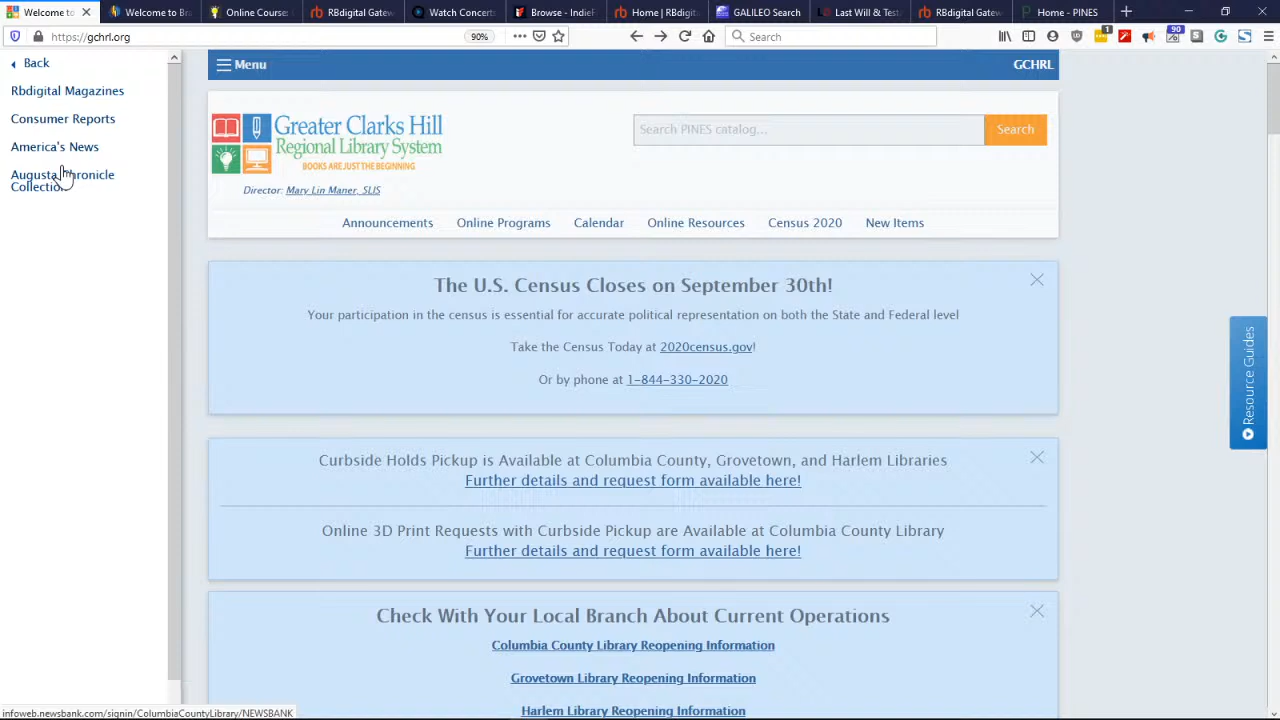 Welcome to
Welcome to Bra
Online Courses
RBdigital Gatew
Watch Concerts
Browse - IndieF
Home | RBdigit
GALILEO Search
Last Will & Testa
RBdigital Gatew
Home - PINES
https://gchrl.org
90%
Search
1
90
Back
Rbdigital Magazines
Consumer Reports
America's News
Augusta Chronicle
Collection
Menu
GCHRL
Greater Clarks Hill
Regional Library System
BOOKS ARE JUST THE BEGINNING
Search PINES catalog...
Search
Director: Mary Lin Maner, SLIS
Announcements
Online Programs
Calendar
Online Resources
Census 2020
New Items
The U.S. Census Closes on September 30th!
Your participation in the census is essential for accurate political representation on both the State and Federal level
Take the Census Today at 2020census.gov!
Or by phone at 1-844-330-2020
Resource Guides
Curbside Holds Pickup is Available at Columbia County, Grovetown, and Harlem Libraries
Further details and request form available here!
Online 3D Print Requests with Curbside Pickup are Available at Columbia County Library
Further details and request form available here!
Check With Your Local Branch About Current Operations
Columbia County Library Reopening Information
Grovetown Library Reopening Information
Harlem Library Reopening Information
infoweb.newsbank.com/signin/ColumbiaCountyLibrary/NEWSBANK